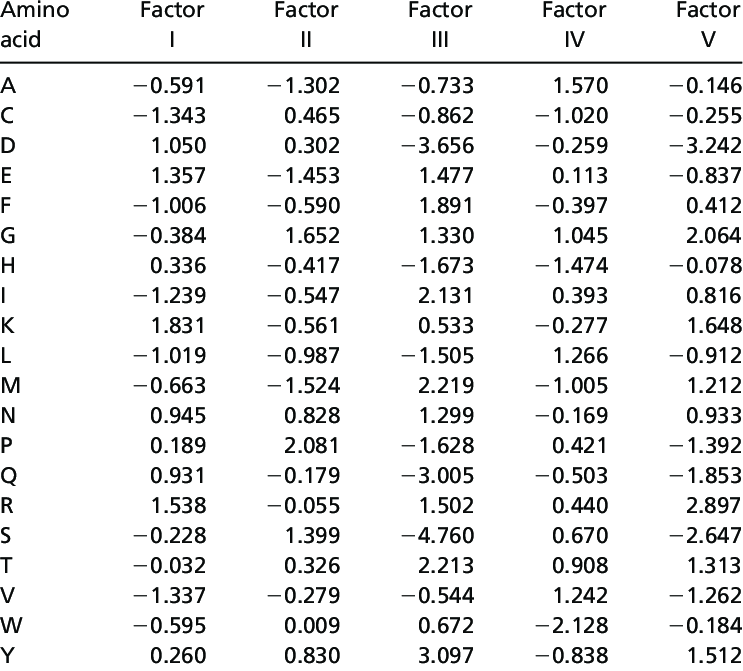 Amino Factor Factor Factor Factor Factor
acid I II III IV V
A −0.591 −1.302 −0.733 1.570 −0.146
C −1.343 0.465 −0.862 −1.020 −0.255
D 1.050 0.302 −3.656 −0.259 −3.242
E 1.357 −1.453 1.477 0.113 −0.837
F −1.006 −0.590 1.891 −0.397 0.412
G −0.384 1.652 1.330 1.045 2.064
H 0.336 −0.417 −1.673 −1.474 −0.078
I −1.239 −0.547 2.131 0.393 0.816
K 1.831 −0.561 0.533 −0.277 1.648
L −1.019 −0.987 −1.505 1.266 −0.912
M −0.663 −1.524 2.219 −1.005 1.212
N 0.945 0.828 1.299 −0.169 0.933
P 0.189 2.081 −1.628 0.421 −1.392
Q 0.931 −0.179 −3.005 −0.503 −1.853
R 1.538 −0.055 1.502 0.440 2.897
S −0.228 1.399 −4.760 0.670 −2.647
T −0.032 0.326 2.213 0.908 1.313
V −1.337 −0.279 −0.544 1.242 −1.262
W −0.595 0.009 0.672 −2.128 −0.184
Y 0.260 0.830 3.097 −0.838 1.512